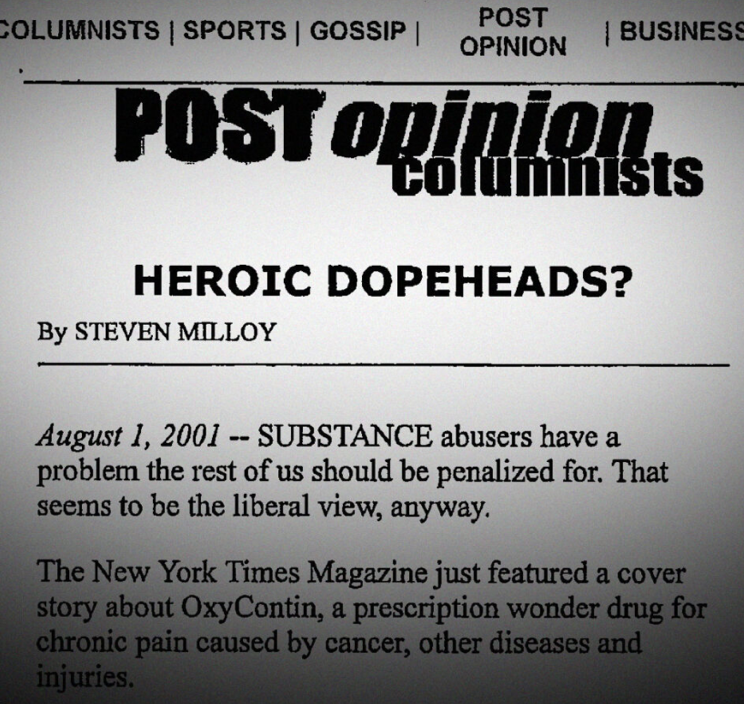 COLUMNISTS | SPORTS | GOSSIP | POST OPINION | BUSINESS
POST opinion
columnists
HEROIC DOPEHEADS?
By STEVEN MILLOY
August 1, 2001 -- SUBSTANCE abusers have a
problem the rest of us should be penalized for. That
seems to be the liberal view, anyway.
The New York Times Magazine just featured a cover
story about OxyContin, a prescription wonder drug for
chronic pain caused by cancer, other diseases and
injuries.